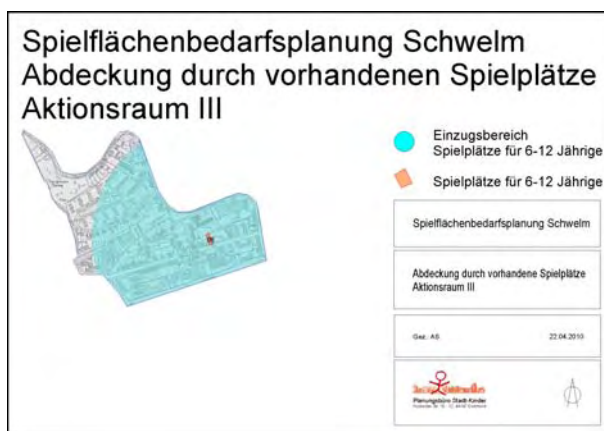 Spielflächenbedarfsplanung Schwelm
Abdeckung durch vorhandenen Spielplätze
Aktionsraum III
Einzugsbereich
Spielplätze für 6-12 Jährige
Spielplätze für 6-12 Jährige
Spielflächenbedarfsplanung Schwelm
Abdeckung durch vorhandene Spielplätze
Aktionsraum III
Gez.: AS
22.04.2010
Planungsbüro Stadt-Kinder